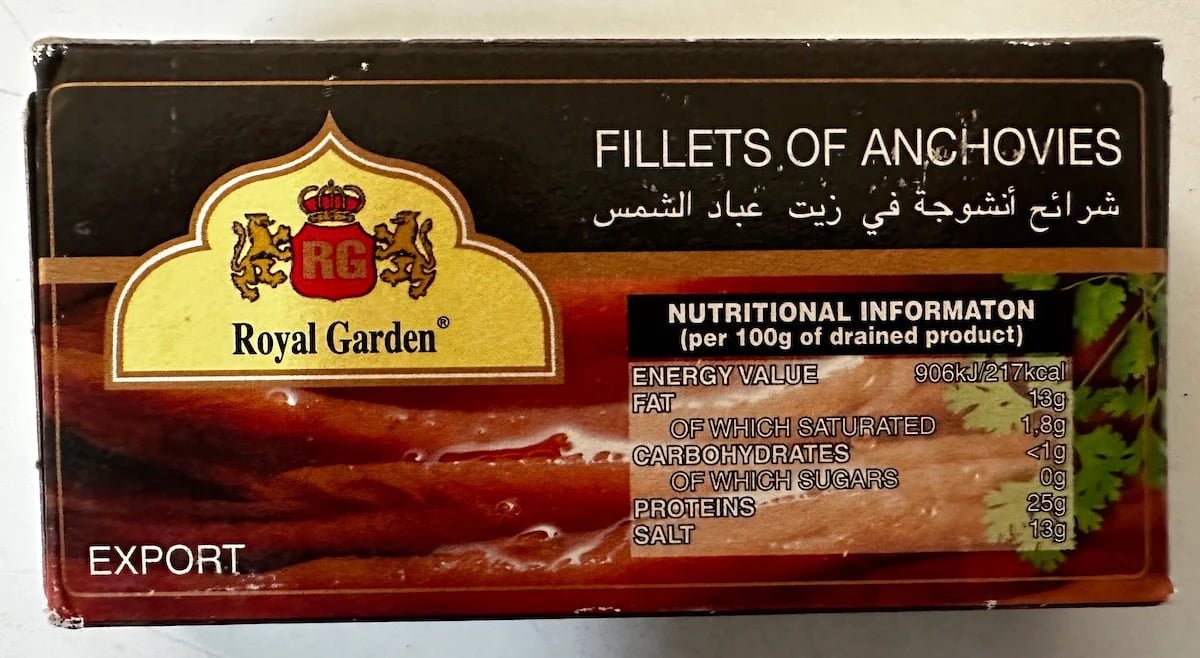 FILLETS OF ANCHOVIES
شرائح أنشوجة في زيت عباد الشمس
RG
Royal Garden®
NUTRITIONAL INFORMATON
(per 100g of drained product)
ENERGY VALUE 906kJ/217kcal
FAT 13g
OF WHICH SATURATED 1,8g
CARBOHYDRATES <1g
OF WHICH SUGARS 0g
PROTEINS 25g
SALT 13g
EXPORT